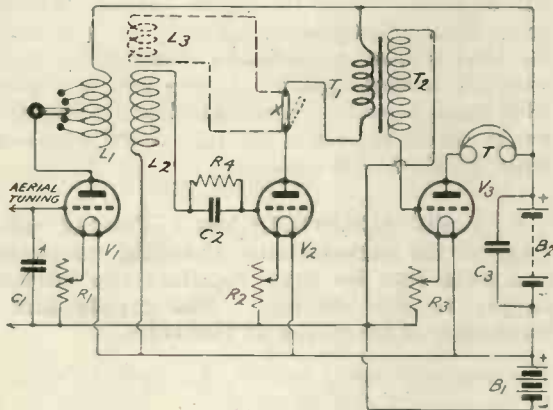 L3
L1
L2
X
T1
T2
T
R4
C2
AERIAL
TUNING
V1
V2
V3
C1
R1
R2
R3
C3
+
B2
-
+
B1
-